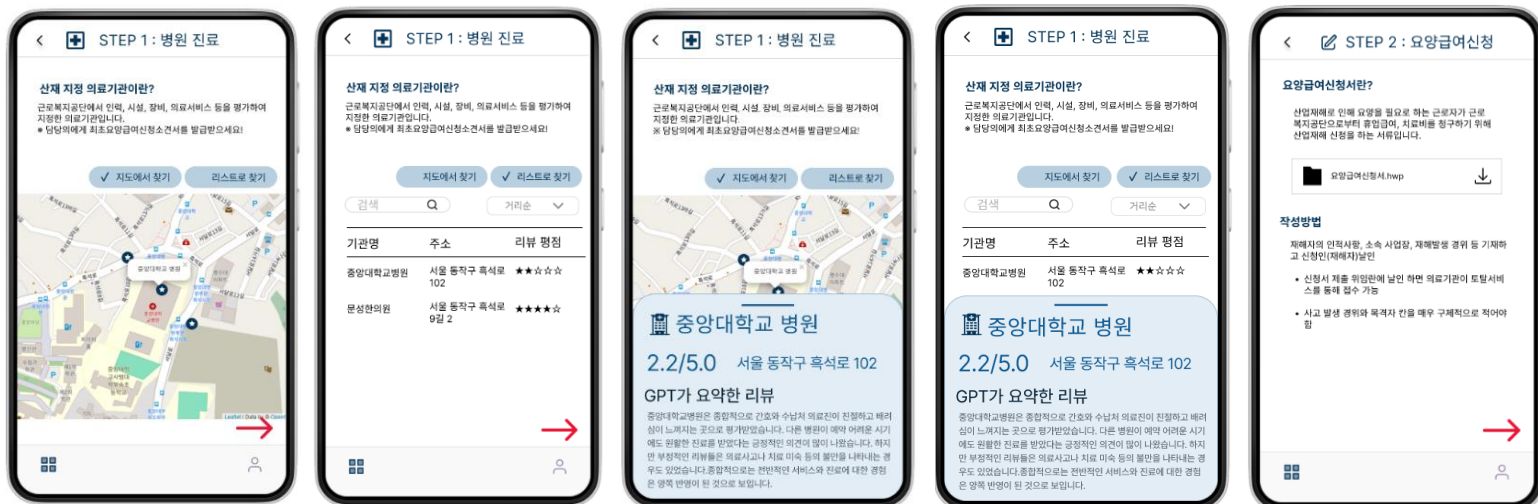 STEP 1 : 병원 진료
산재 지정 의료기관이란?
근로복지공단에서 인력, 시설, 장비, 의료서비스 등을 평가하여
지정한 의료기관입니다.
※ 담당의에게 최초요양급여신청소견서를 발급받으세요!
✓ 지도에서 찾기
리스트로 찾기
중앙대학교 병원
STEP 1 : 병원 진료
산재 지정 의료기관이란?
근로복지공단에서 인력, 시설, 장비, 의료서비스 등을 평가하여
지정한 의료기관입니다.
※ 담당의에게 최초요양급여신청소견서를 발급받으세요!
지도에서 찾기
✓ 리스트로 찾기
검색
거리순
기관명 주소 리뷰 평점
중앙대학교병원 서울 동작구 흑석로 ★★☆☆☆
102
문성한의원 서울 동작구 흑석로 ★★★★☆
9길 2
STEP 1 : 병원 진료
산재 지정 의료기관이란?
근로복지공단에서 인력, 시설, 장비, 의료서비스 등을 평가하여
지정한 의료기관입니다.
※ 담당의에게 최초요양급여신청소견서를 발급받으세요!
✓ 지도에서 찾기
리스트로 찾기
중앙대학교 병원
중앙대학교 병원
2.2/5.0 서울 동작구 흑석로 102
GPT가 요약한 리뷰
중앙대학교병원은 종합적으로 간호와 수납처 의료진이 친절하고 배려
심이 느껴지는 곳으로 평가받았습니다. 다른 병원이 예약 어려운 시기
에도 원활한 진료를 받았다는 긍정적인 의견이 많이 나왔습니다. 하지
만 부정적인 리뷰들은 의료사고나 치료 미숙 등의 불만을 나타내는 경
우도 있었습니다.종합적으로는 전반적인 서비스와 진료에 대한 경험
은 양쪽 반영이 된 것으로 보입니다.
STEP 1 : 병원 진료
산재 지정 의료기관이란?
근로복지공단에서 인력, 시설, 장비, 의료서비스 등을 평가하여
지정한 의료기관입니다.
※ 담당의에게 최초요양급여신청소견서를 발급받으세요!
지도에서 찾기
✓ 리스트로 찾기
검색
거리순
기관명 주소 리뷰 평점
중앙대학교병원 서울 동작구 흑석로 ★★☆☆☆
102
중앙대학교 병원
2.2/5.0 서울 동작구 흑석로 102
GPT가 요약한 리뷰
중앙대학교병원은 종합적으로 간호와 수납처 의료진이 친절하고 배려
심이 느껴지는 곳으로 평가받았습니다. 다른 병원이 예약 어려운 시기
에도 원활한 진료를 받았다는 긍정적인 의견이 많이 나왔습니다. 하지
만 부정적인 리뷰들은 의료사고나 치료 미숙 등의 불만을 나타내는 경
우도 있었습니다.종합적으로는 전반적인 서비스와 진료에 대한 경험
은 양쪽 반영이 된 것으로 보입니다.
STEP 2 : 요양급여신청
요양급여신청서란?
산업재해로 인해 요양을 필요로 하는 근로자가 근로
복지공단으로부터 휴업급여, 치료비를 청구하기 위해
산업재해 신청을 하는 서류입니다.
요양급여신청서.hwp
작성방법
재해자의 인적사항, 소속 사업장, 재해발생 경위 등 기재하
고 신청인(재해자)날인
• 신청서 제출 위임란에 날인 하면 의료기관이 토탈서비
스를 통해 접수 가능
• 사고 발생 경위와 목격자 칸을 매우 구체적으로 적어야
함